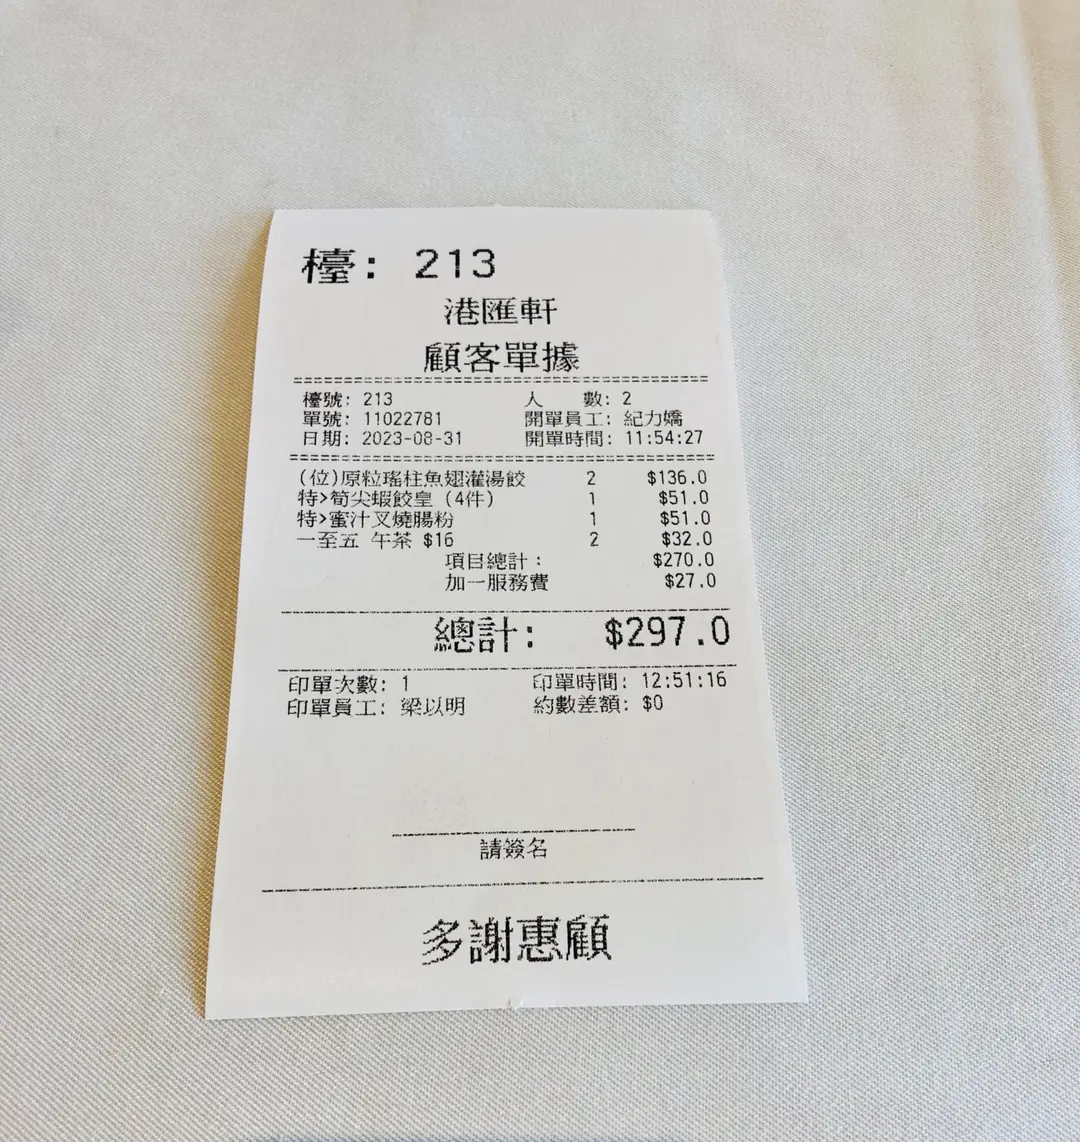 檯: 213
港匯軒
顧客單據
檯號: 213 人 數: 2
單號: 11022781 開單員工: 紀力嬌
日期: 2023-08-31 開單時間: 11:54:27
(位)原粒瑤柱魚翅灌湯餃 2 $136.0
特>筍尖蝦餃皇 (4件) 1 $51.0
特>蜜汁叉燒腸粉 1 $51.0
一至五 午茶 $16 2 $32.0
項目總計: $270.0
加一服務費 $27.0
總計: $297.0
印單次數: 1 印單時間: 12:51:16
印單員工: 梁以明 約數差額: $0
請簽名
多謝惠顧